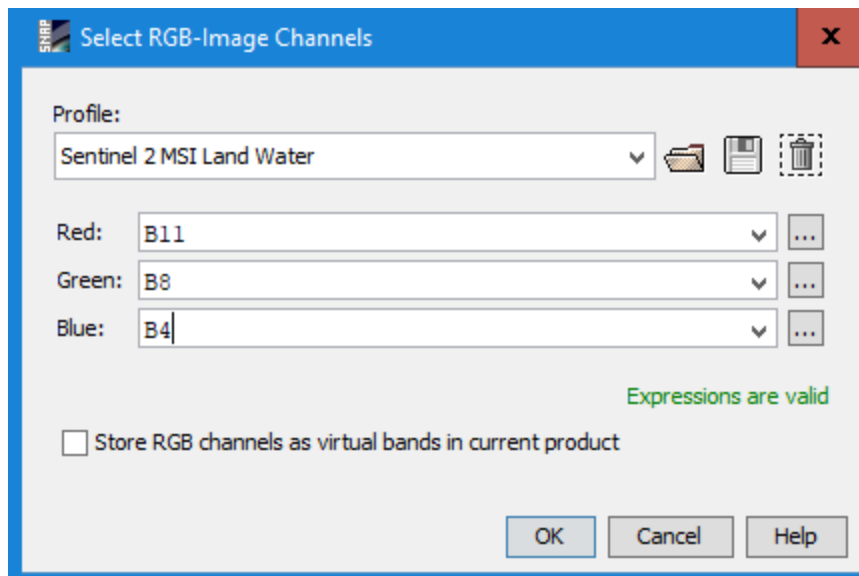 SNAP
Select RGB-Image Channels
x
Profile:
Sentinel 2 MSI Land Water
Red: B11 ...
Green: B8 ...
Blue: B4 ...
Expressions are valid
Store RGB channels as virtual bands in current product
OK Cancel Help